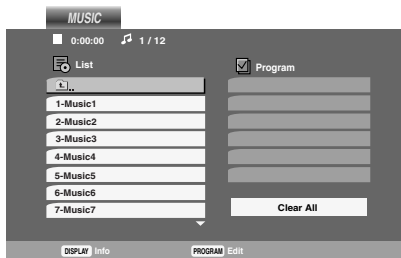 MUSIC
0:00:00 1 / 12
List
Program
..
1-Music1
2-Music2
3-Music3
4-Music4
5-Music5
6-Music6
7-Music7
Clear All
DISPLAY Info PROGRAM Edit